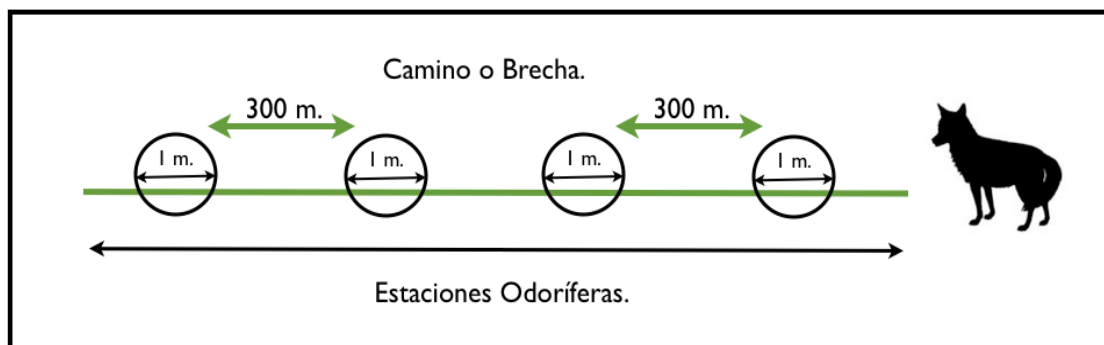 Camino o Brecha.
300 m. 300 m.
1 m. 1 m. 1 m. 1 m.
Estaciones Odoríferas.